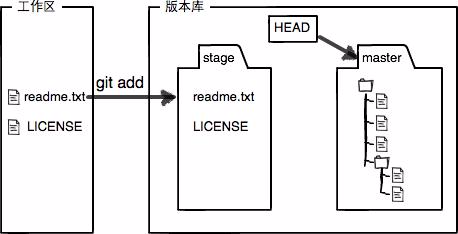 工作区
版本库
HEAD
stage
master
git add
readme.txt
readme.txt
LICENSE
LICENSE